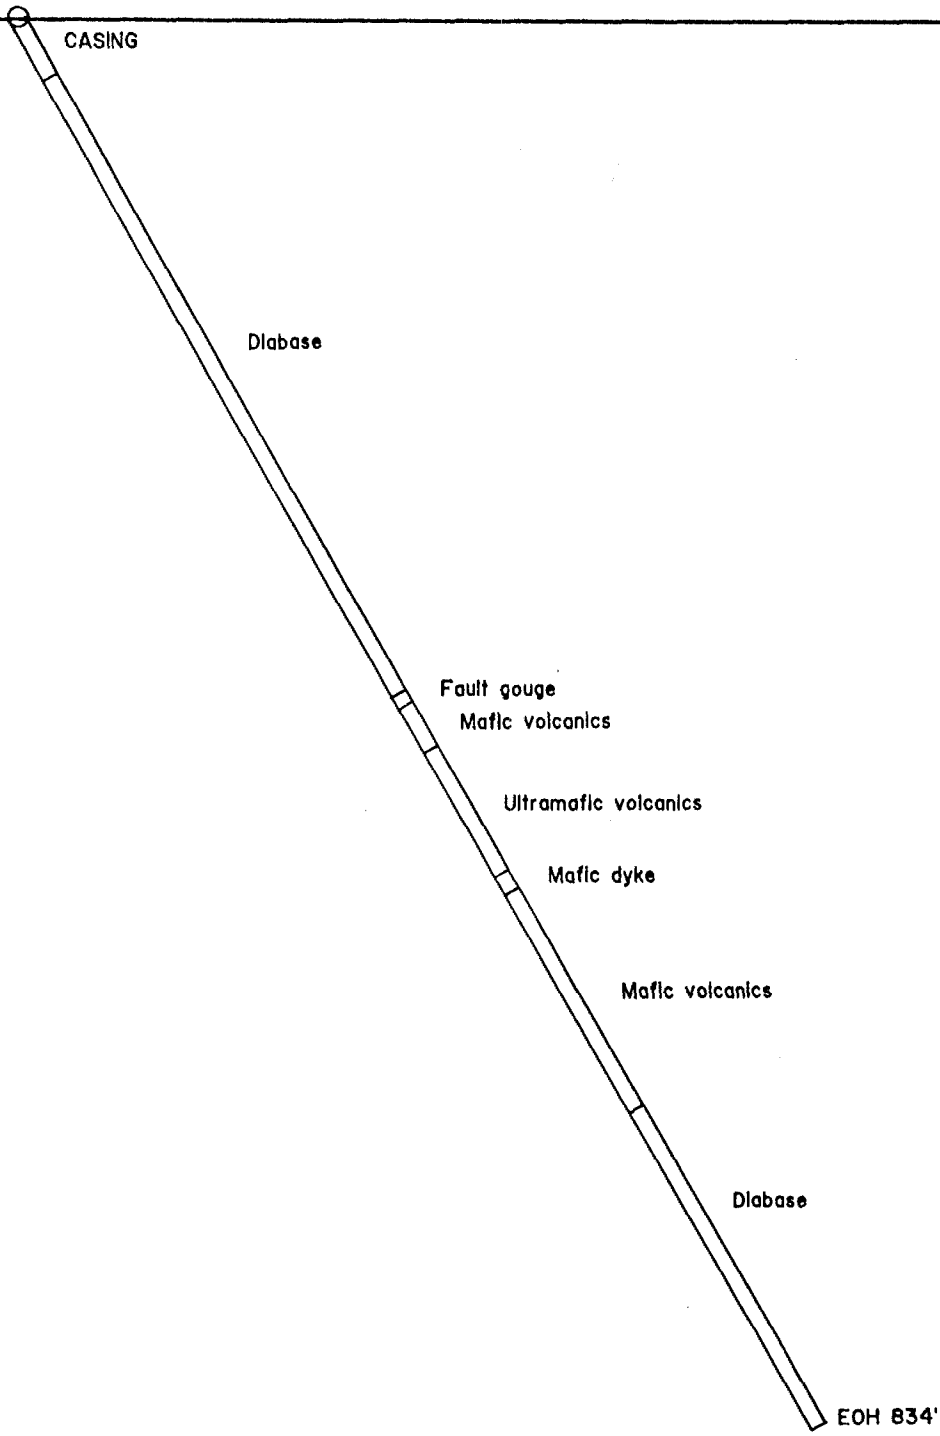 CASING
Diabase
Fault gouge
Mafic volcanics
Ultramafic volcanics
Mafic dyke
Mafic volcanics
Diabase
EOH 834'